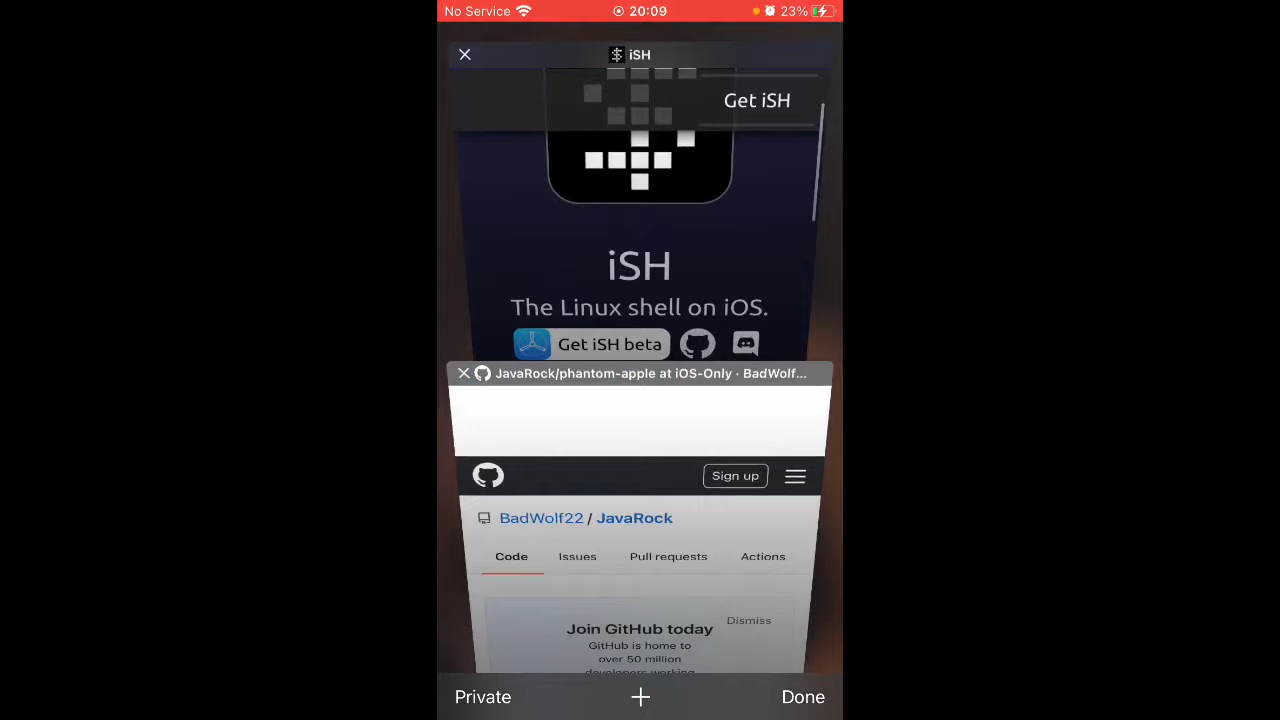 No Service 20:09 23%
iSH
Get iSH
iSH
The Linux shell on iOS.
Get iSH beta
JavaRock/phantom-apple at iOS-Only · BadWolf...
Sign up
BadWolf22 / JavaRock
Code Issues Pull requests Actions
Dismiss
Join GitHub today
GitHub is home to
over 50 million
developers working
Private + Done